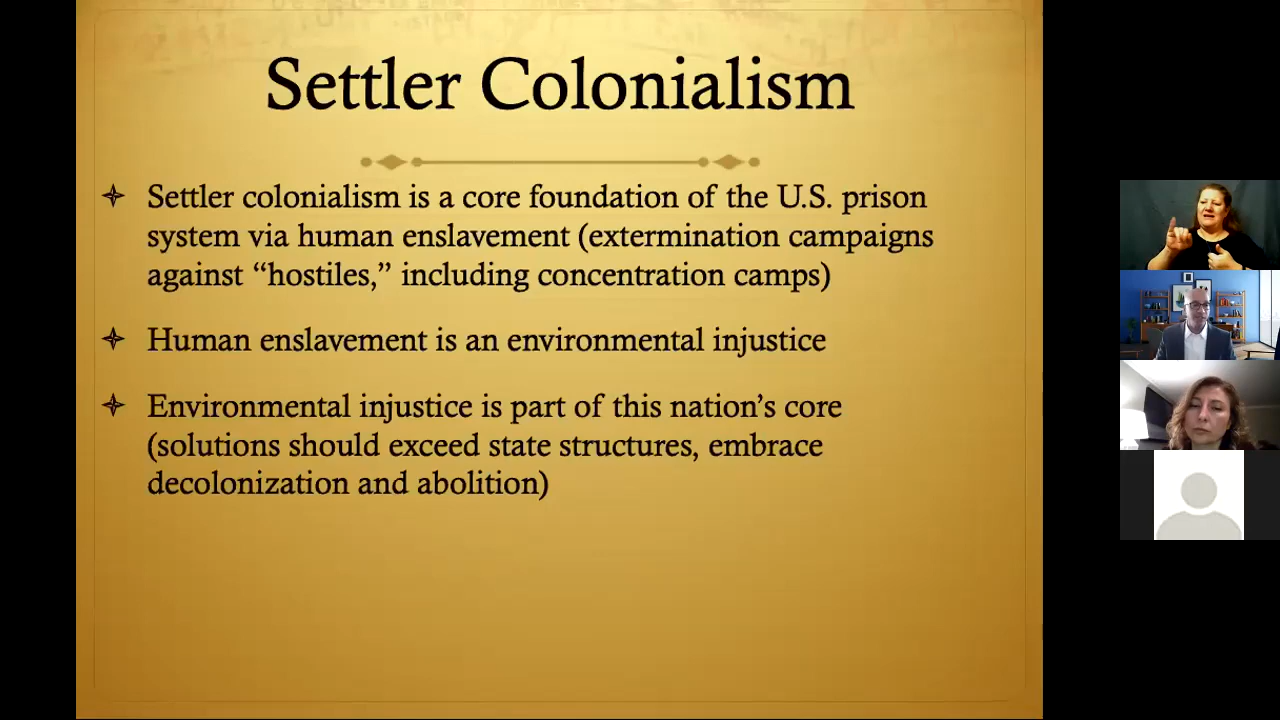 Settler Colonialism
Settler colonialism is a core foundation of the U.S. prison
system via human enslavement (extermination campaigns
against “hostiles,” including concentration camps)
Human enslavement is an environmental injustice
Environmental injustice is part of this nation’s core
(solutions should exceed state structures, embrace
decolonization and abolition)